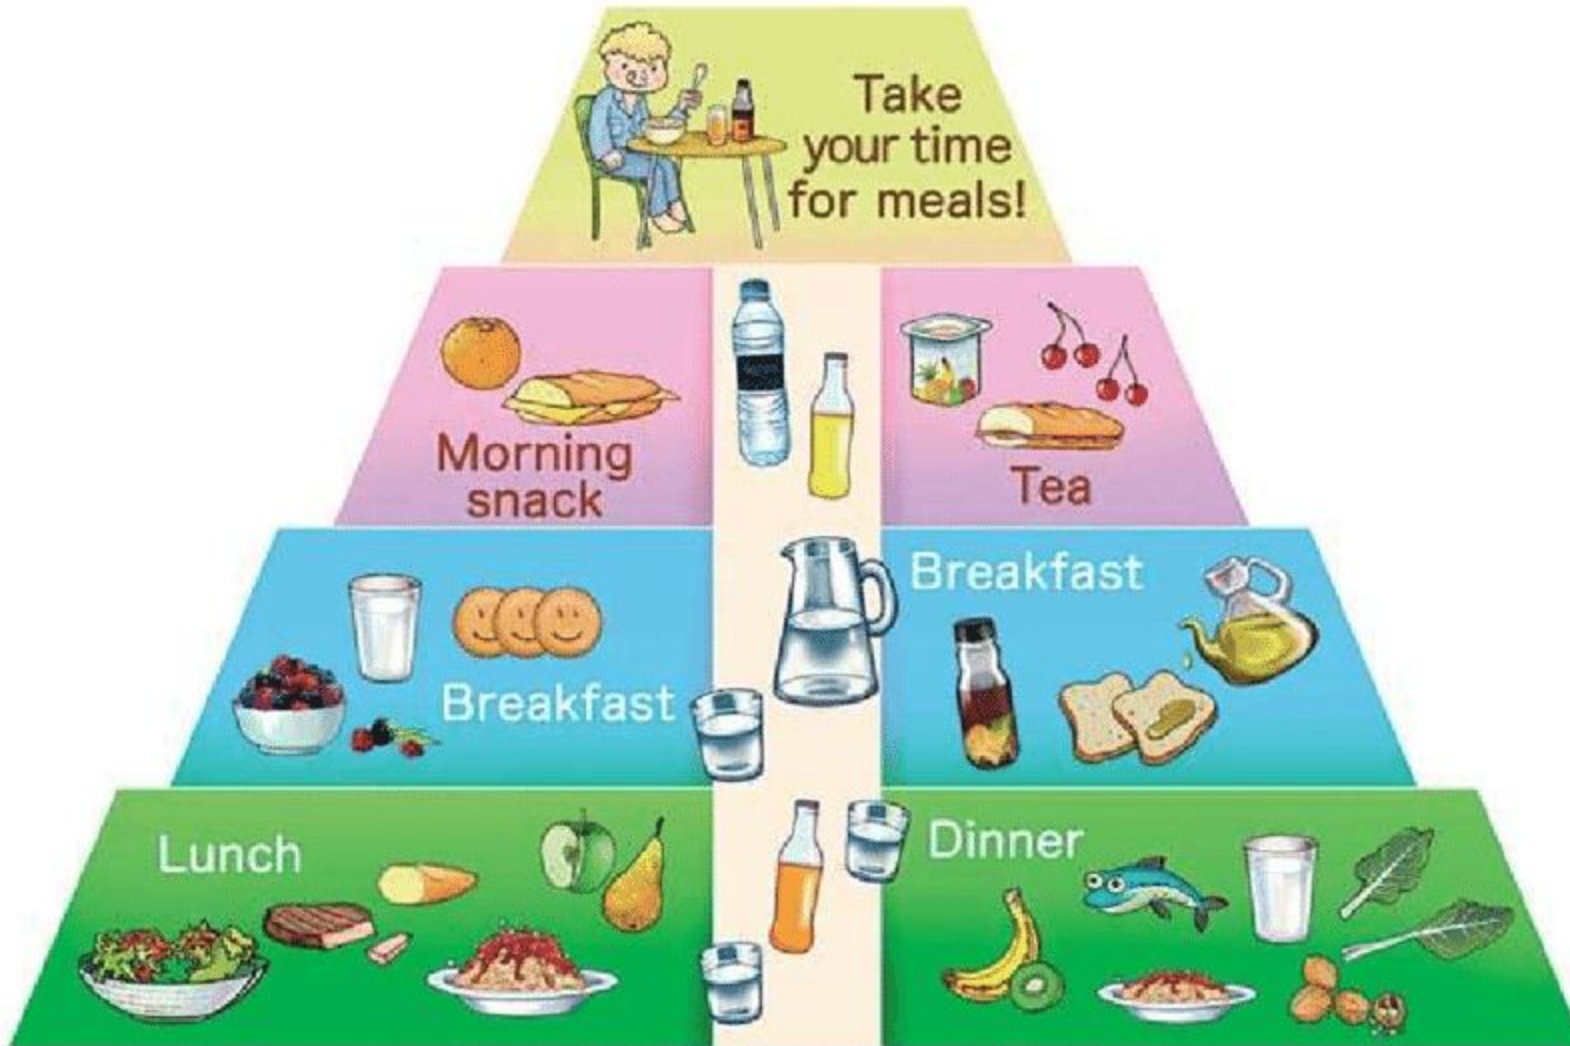 Take
your time
for meals!
Morning
snack
Tea
Breakfast
Breakfast
Lunch
Dinner